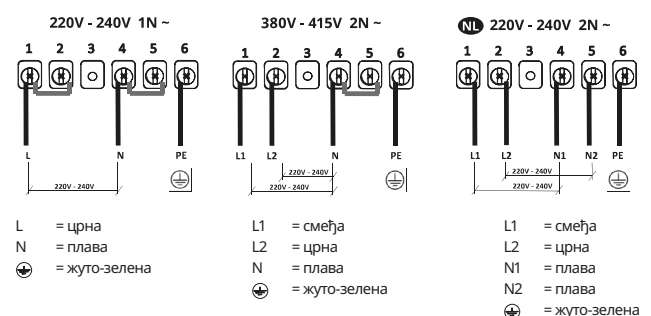 220V - 240V 1N ~
1 2 3 4 5 6
L N PE
220V - 240V
L = црна
N = плава
= жуто-зелена
380V - 415V 2N ~
1 2 3 4 5 6
L1 L2 N PE
220V - 240V
220V - 240V
L1 = смеђа
L2 = црна
N = плава
= жуто-зелена
NL 220V - 240V 2N ~
1 2 3 4 5 6
L1 L2 N1 N2 PE
220V - 240V
220V - 240V
L1 = смеђа
L2 = црна
N1 = плава
N2 = плава
= жуто-зелена